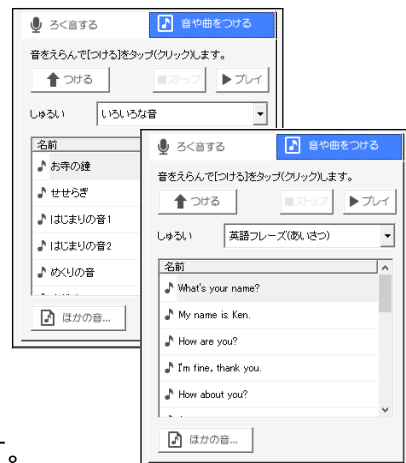 ろく音する
音や曲をつける
音をえらんで[つける]をタップ(クリック)します。
つける
ストップ
プレイ
しゅるい
いろいろな音
名前
お寺の鐘
せせらぎ
はじまりの音1
はじまりの音2
めくりの音
ほかの音...
ろく音する
音や曲をつける
音をえらんで[つける]をタップ(クリック)します。
つける
ストップ
プレイ
しゅるい
英語フレーズ(あいさつ)
名前
What's your name?
My name is Ken.
How are you?
I'm fine, thank you.
How about you?
ほかの音...
。